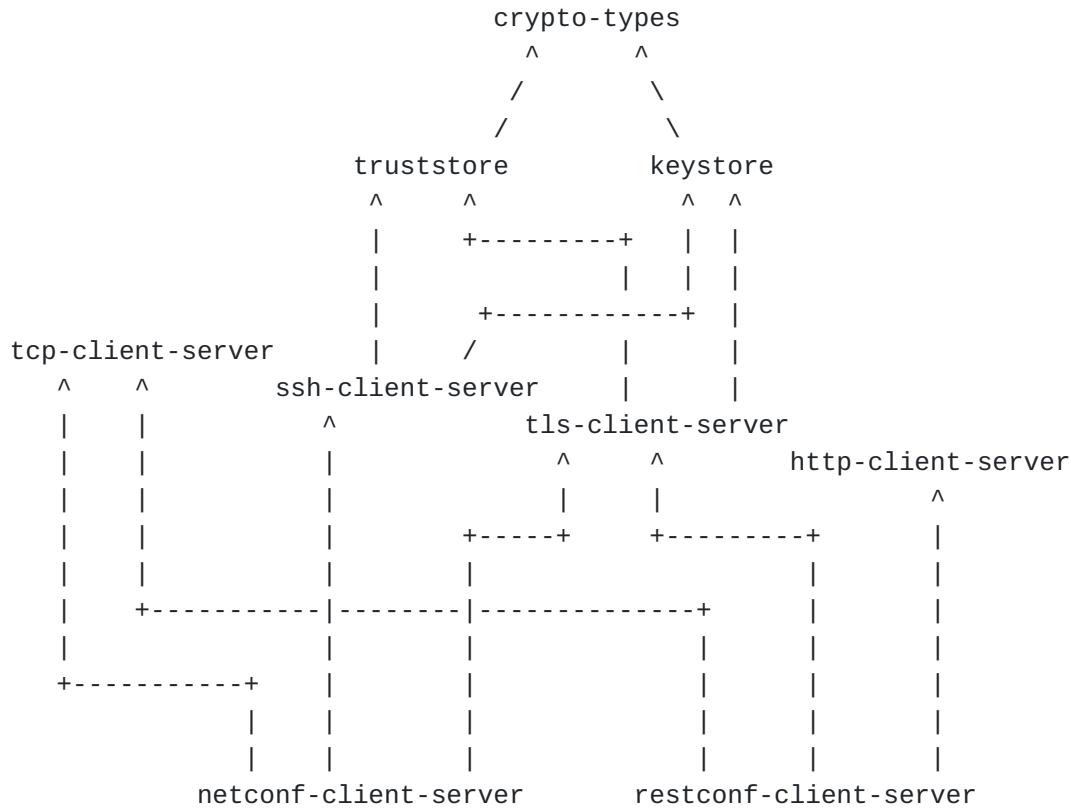 crypto-types
truststore keystore
tcp-client-server
ssh-client-server
tls-client-server
http-client-server
netconf-client-server restconf-client-server